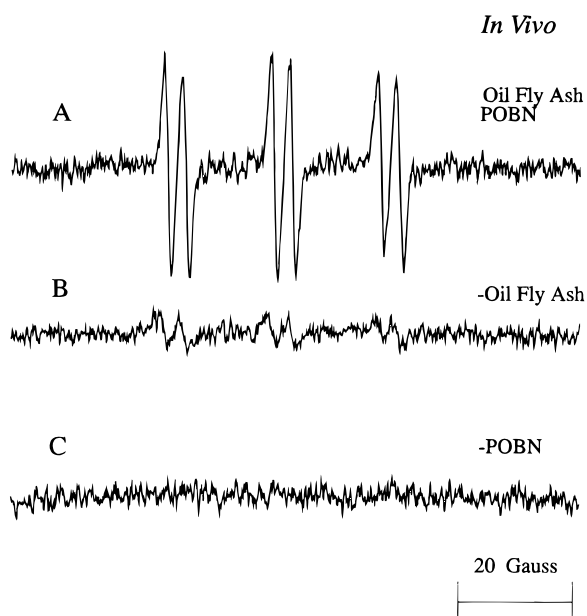 In Vivo
A
Oil Fly Ash
POBN
B
-Oil Fly Ash
C
-POBN
20 Gauss